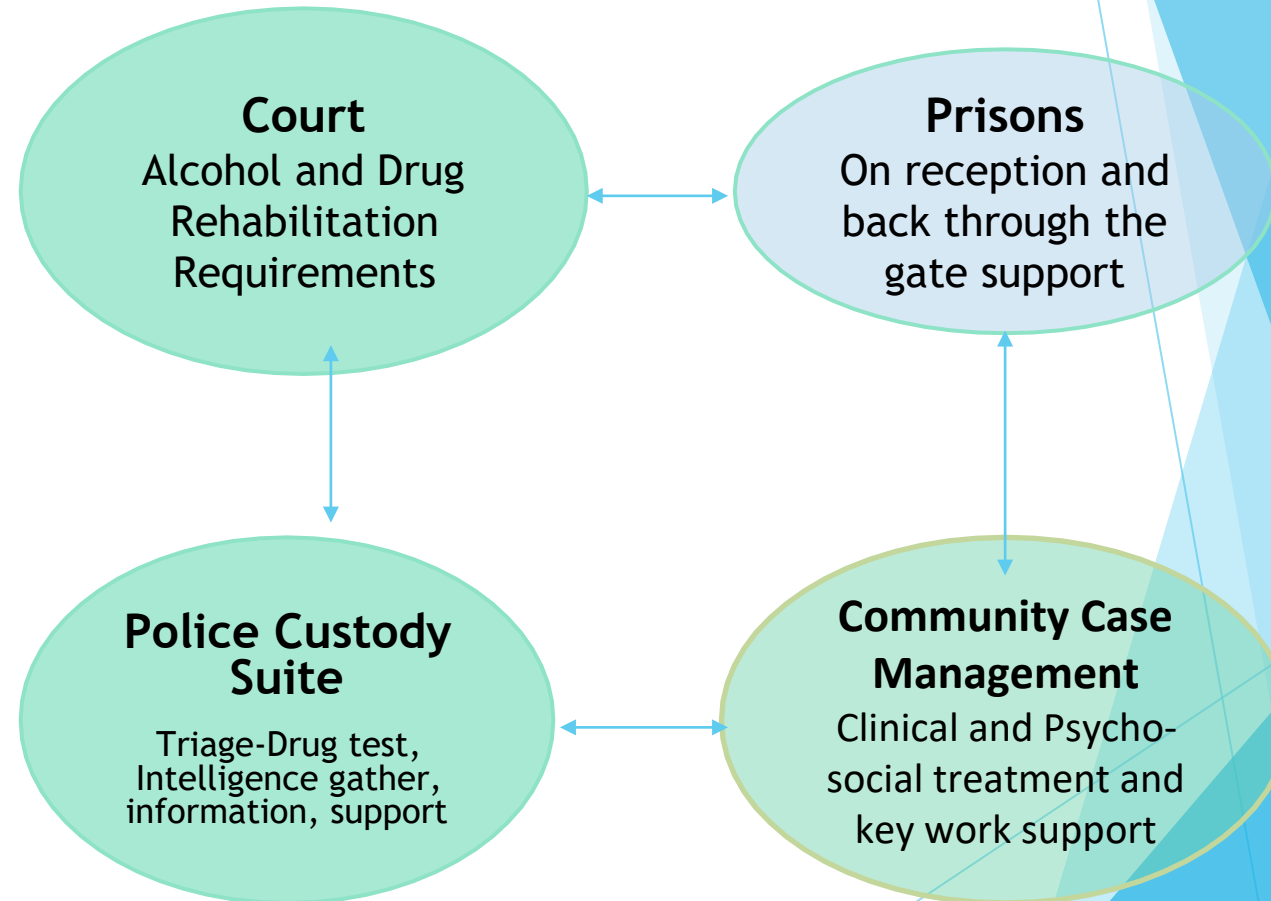 Court
Alcohol and Drug
Rehabilitation
Requirements
Prisons
On reception and
back through the
gate support
Police Custody
Suite
Triage-Drug test,
Intelligence gather,
information, support
Community Case
Management
Clinical and Psycho-
social treatment and
key work support